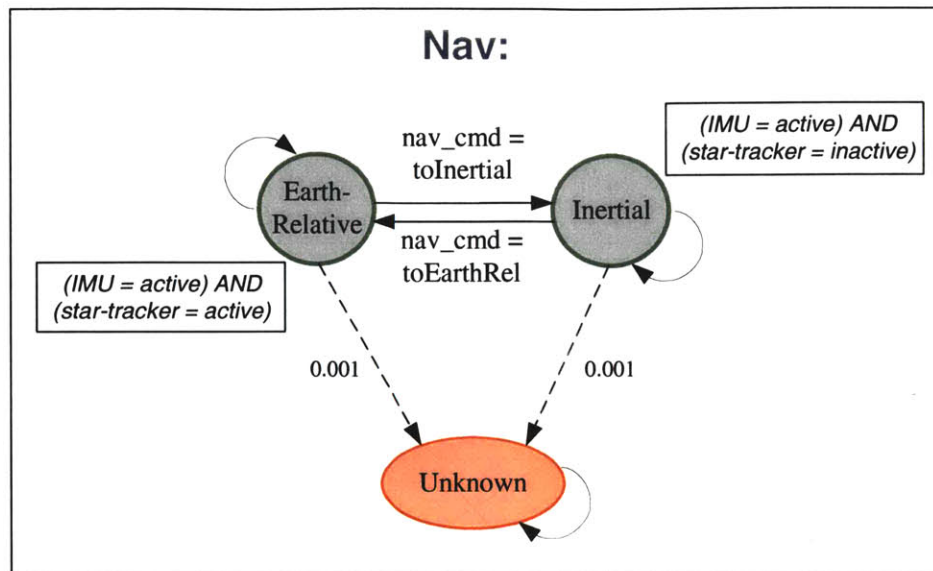 Nav:
nav_cmd =
toInertial
(IMU = active) AND
(star-tracker = inactive)
Earth-
Relative
Inertial
nav_cmd =
toEarthRel
(IMU = active) AND
(star-tracker = active)
0.001
0.001
Unknown